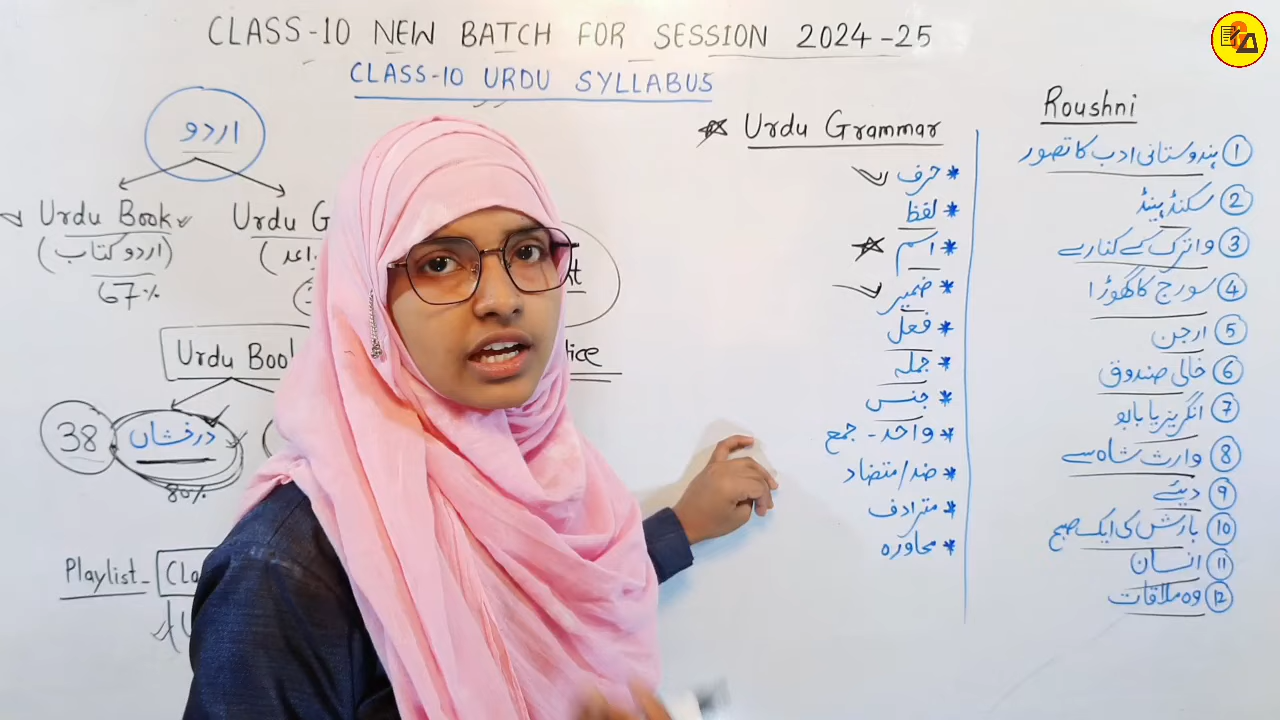 CLASS-10 NEW BATCH FOR SESSION 2024-25
CLASS-10 URDU SYLLABUS
اردو
Urdu Book
(اردو کتاب)
67%
Urdu G
Urdu Boo
38
درخشاں
80%
Playlist-
Urdu Grammar
* حرف
* لفظ
* اسم
* ضمیر
* فعل
* جملہ
* جنس
* واحد - جمع
* ضد/متضاد
* مترادف
* محاورہ
Roushni
① ہندوستانی ادب کا تصور
② سکنڈ ہینڈ
③ واترک کے کنارے
④ سورج کا گھوڑا
⑤ ارجن
⑥ خالی صندوق
⑦ انگریزیا بابو
⑧ وارث شاہ سے
⑨ دیئے
⑩ بارش کی ایک صبح
⑪ انسان
⑫ وہ ملاقات